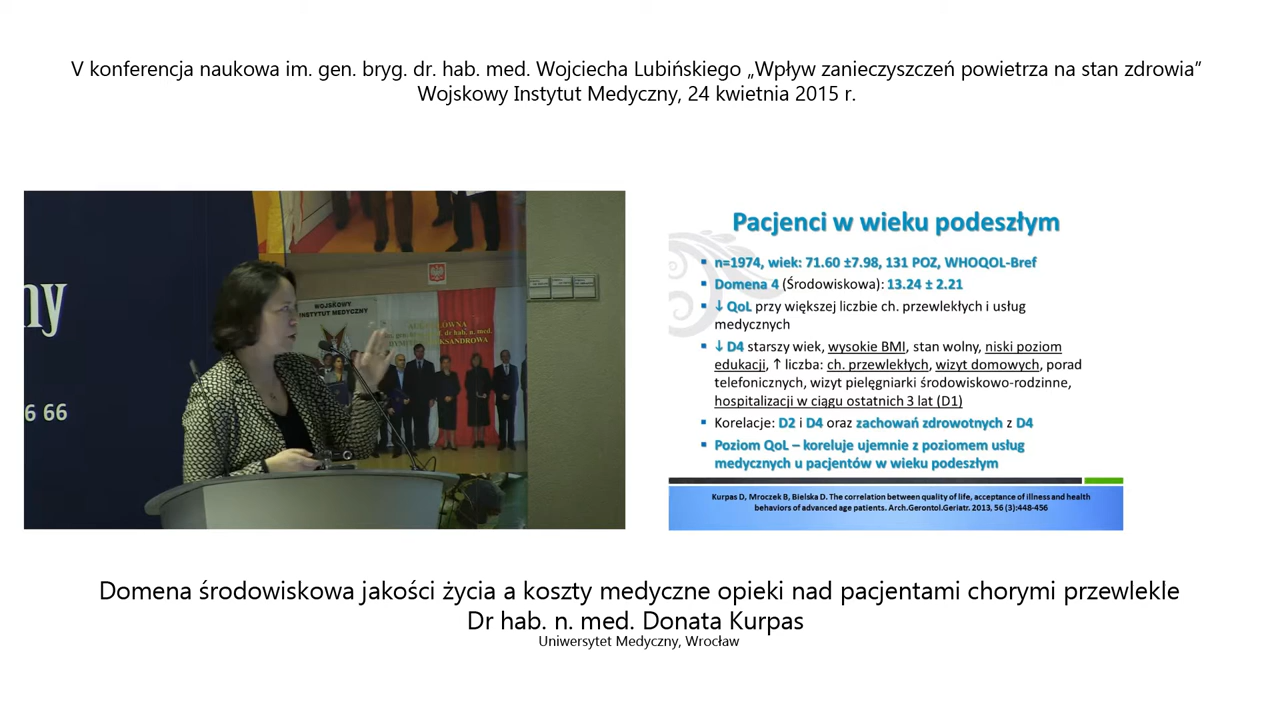 V konferencja naukowa im. gen. bryg. dr. hab. med. Wojciecha Lubińskiego „Wpływ zanieczyszczeń powietrza na stan zdrowia”
Wojskowy Instytut Medyczny, 24 kwietnia 2015 r.
ny
6 66
WOJSKOWY
INSTYTUT MEDYCZNY
Pacjenci w wieku podeszłym
n=1974, wiek: 71.60 ±7.98, 131 POZ, WHOQOL-Bref
Domena 4 (Środowiskowa): 13.24 ± 2.21
↓ QoL przy większej liczbie ch. przewlekłych i usług
medycznych
↓ D4 starszy wiek, wysokie BMI, stan wolny, niski poziom
edukacji, ↑ liczba: ch. przewlekłych, wizyt domowych, porad
telefonicznych, wizyt pielęgniarki środowiskowo-rodzinne,
hospitalizacji w ciągu ostatnich 3 lat (D1)
Korelacje: D2 i D4 oraz zachowań zdrowotnych z D4
Poziom QoL – koreluje ujemnie z poziomem usług
medycznych u pacjentów w wieku podeszłym
Kurpas D, Mroczek B, Bielska D. The correlation between quality of life, acceptance of illness and health
behaviors of advanced age patients. Arch.Gerontol.Geriatr. 2013, 56 (3):448-456
Domena środowiskowa jakości życia a koszty medyczne opieki nad pacjentami chorymi przewlekle
Dr hab. n. med. Donata Kurpas
Uniwersytet Medyczny, Wrocław